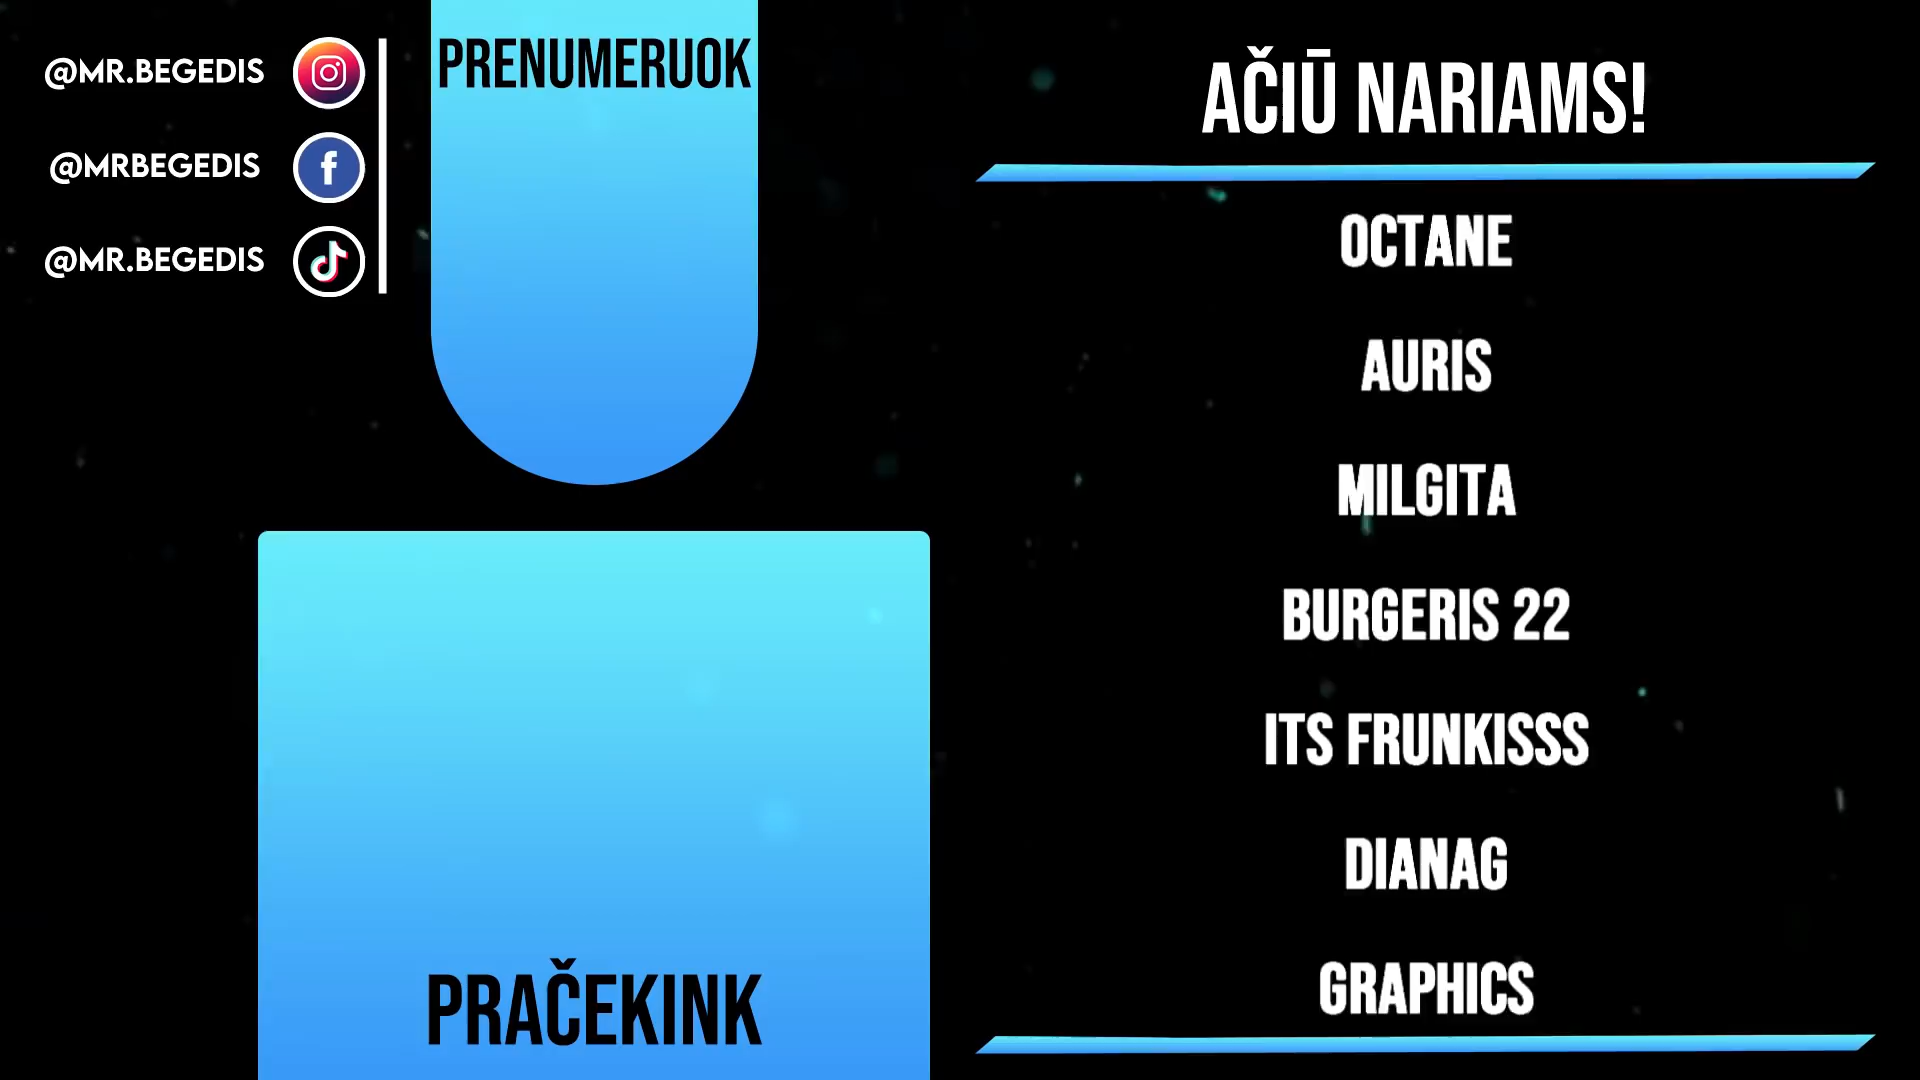 @MR.BEGEDIS
@MRBEGEDIS
@MR.BEGEDIS
PRENUMERUOK
PRAČEKINK
AČIŪ NARIAMS!
OCTANE
AURIS
MILGITA
BURGERIS 22
ITS FRUNKISSS
DIANAG
GRAPHICS